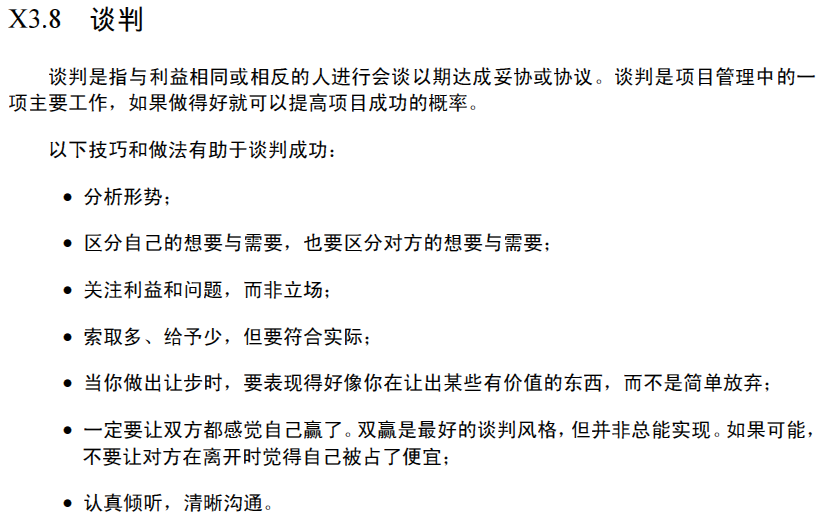 X3.8 谈判
谈判是指与利益相同或相反的人进行会谈以期达成妥协或协议。谈判是项目管理中的一
项主要工作，如果做得好就可以提高项目成功的概率。
以下技巧和做法有助于谈判成功：
● 分析形势；
● 区分自己的想要与需要，也要区分对方的想要与需要；
● 关注利益和问题，而非立场；
● 索取多、给予少，但要符合实际；
● 当你做出让步时，要表现得好像你在让出某些有价值的东西，而不是简单放弃；
● 一定要让双方都感觉自己赢了。双赢是最好的谈判风格，但并非总能实现。如果可能，
不要让对方在离开时觉得自己被占了便宜；
● 认真倾听，清晰沟通。